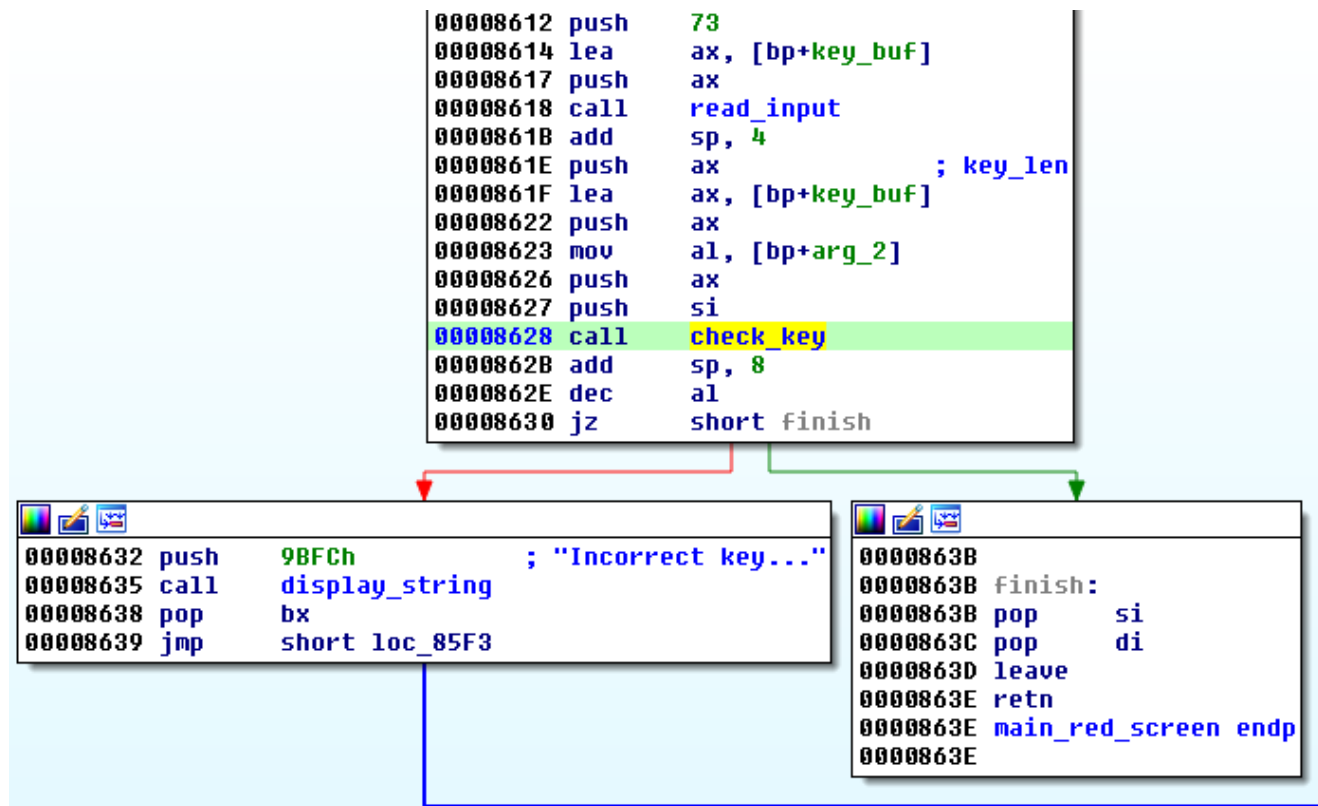 00008612 push 73
00008614 lea ax, [bp+key_buf]
00008617 push ax
00008618 call read_input
0000861B add sp, 4
0000861E push ax ; key_len
0000861F lea ax, [bp+key_buf]
00008622 push ax
00008623 mov al, [bp+arg_2]
00008626 push ax
00008627 push si
00008628 call check_key
0000862B add sp, 8
0000862E dec al
00008630 jz short finish
00008632 push 9BFCh ; "Incorrect key..."
00008635 call display_string
00008638 pop bx
00008639 jmp short loc_85F3
0000863B
0000863B finish:
0000863B pop si
0000863C pop di
0000863D leave
0000863E retn
0000863E main_red_screen endp
0000863E